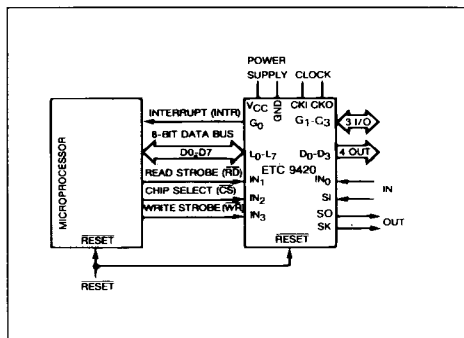 POWER
SUPPLY CLOCK
VCC GND CKI CKO
INTERRUPT (INTR) G0 G1-G3 3 I/O
8-BIT DATA BUS
D0-D7 L0-L7 D0-D3 4 OUT
ETC 9420
READ STROBE (RD) IN1 IN0
IN
CHIP SELECT (CS) IN2 SI
WRITE STROBE (WR) IN3 SO
OUT
SK
MICROPROCESSOR
RESET RESET
RESET